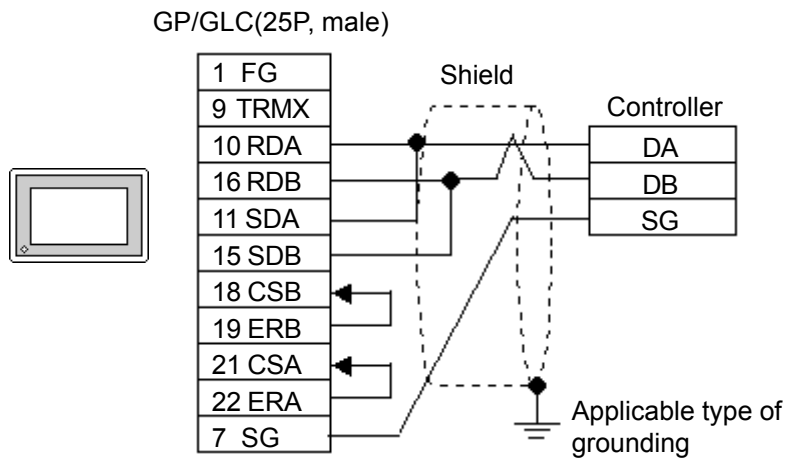 GP/GLC(25P, male)
1 FG
9 TRMX
10 RDA
16 RDB
11 SDA
15 SDB
18 CSB
19 ERB
21 CSA
22 ERA
7 SG
Shield
Controller
DA
DB
SG
Applicable type of
grounding